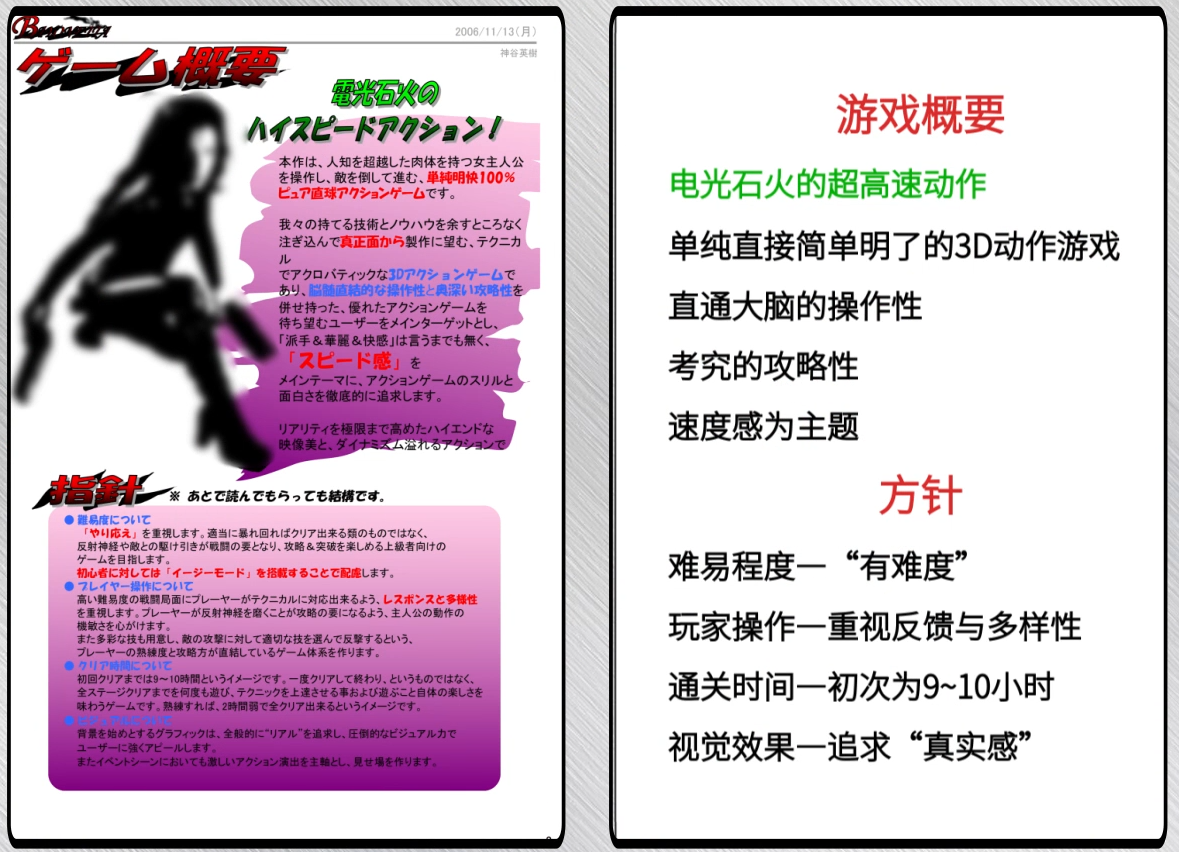 2006/11/13(月)
神谷英樹
ゲーム概要
電光石火の
ハイスピードアクション！
本作は、人知を超越した肉体を持つ女主人公
を操作し、敵を倒して進む、単純明快100%
ピュア直球アクションゲームです。
我々の持てる技術とノウハウを余すところなく
注ぎ込んで真正面から製作に望む、テクニカ
ル
でアクロバティックな3Dアクションゲームで
あり、脳髄直結的な操作性と奥深い攻略性を
併せ持った、優れたアクションゲームを
待ち望むユーザーをメインターゲットとし、
「派手＆華麗＆快感」は言うまでも無く、
「スピード感」を
メインテーマに、アクションゲームのスリルと
面白さを徹底的に追求します。
リアリティを極限まで高めたハイエンドな
映像美と、ダイナミズム溢れるアクションで
指針
※ あとで読んでもらっても結構です。
● 難易度について
「やり応え」を重視します。適当に暴れ回ればクリア出来る類のものではなく、
反射神経や敵との駆け引きが戦闘の要となり、攻略＆突破を楽しめる上級者向けの
ゲームを目指します。
初心者に対しては「イージーモード」を搭載することで配慮します。
● プレイヤー操作について
高い難易度の戦闘局面にプレーヤーがテクニカルに対応出来るよう、レスポンスと多様性
を重視します。プレーヤーが反射神経を磨くことが攻略の要になるよう、主人公の動作の
機敏さを心がけます。
また多彩な技も用意し、敵の攻撃に対して適切な技を選んで反撃するという、
プレーヤーの熟練度と攻略方が直結しているゲーム体系を作ります。
● クリア時間について
初回クリアまでは9～10時間というイメージです。一度クリアして終わり、というものではなく、
全ステージクリアまでを何度も遊び、テクニックを上達させる事および遊ぶこと自体の楽しさを
味わうゲームです。熟練すれば、2時間弱で全クリア出来るというイメージです。
● ビジュアルについて
背景を始めとするグラフィックは、全般的に"リアル"を追求し、圧倒的なビジュアル力で
ユーザーに強くアピールします。
またイベントシーンにおいても激しいアクション演出を主軸とし、見せ場を作ります。
游戏概要
电光石火的超高速动作
单纯直接简单明了的3D动作游戏
直通大脑的操作性
考究的攻略性
速度感为主题
方针
难易程度—“有难度”
玩家操作—重视反馈与多样性
通关时间—初次为9~10小时
视觉效果—追求“真实感”